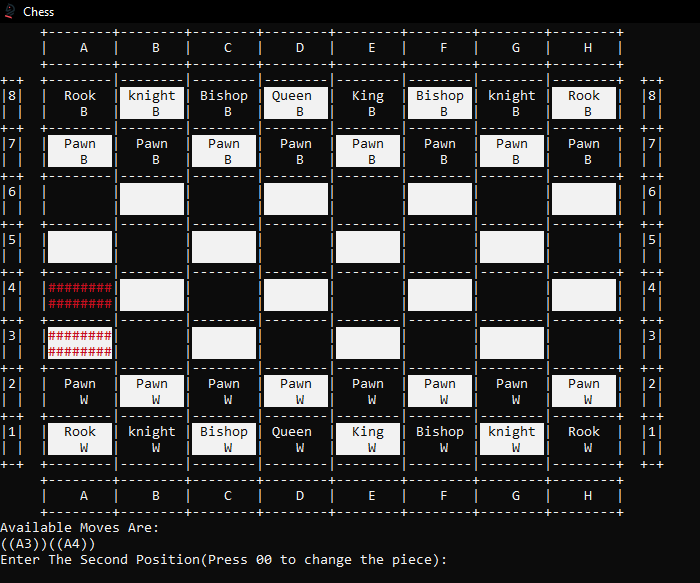 Chess
A B C D E F G H
|8| Rook knight Bishop Queen King Bishop knight Rook |8|
B B B B B B B B
|7| Pawn Pawn Pawn Pawn Pawn Pawn Pawn Pawn |7|
B B B B B B B B
|6| |6|
|5| |5|
|4| ######## |4|
########
|3| ######## |3|
########
|2| Pawn Pawn Pawn Pawn Pawn Pawn Pawn Pawn |2|
W W W W W W W W
|1| Rook knight Bishop Queen King Bishop knight Rook |1|
W W W W W W W W
A B C D E F G H
Available Moves Are:
((A3))((A4))
Enter The Second Position(Press 00 to change the piece):